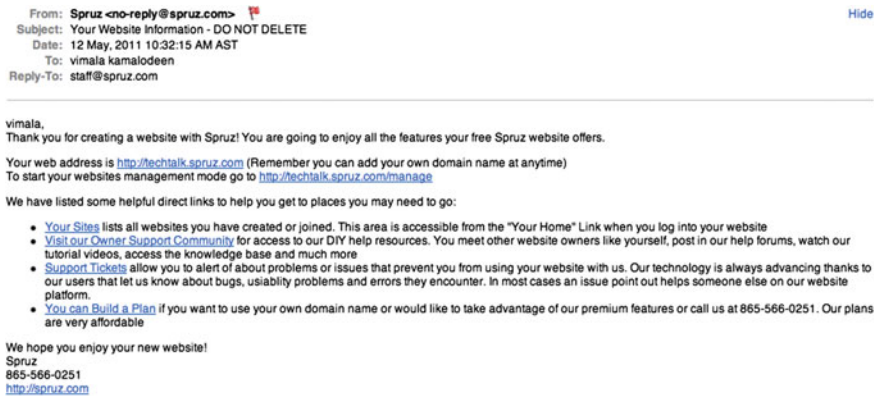 From: Spruz <no-reply@spruz.com>
Hide
Subject: Your Website Information - DO NOT DELETE
Date: 12 May, 2011 10:32:15 AM AST
To: vimala kamalodeen
Reply-To: staff@spruz.com
vimala,
Thank you for creating a website with Spruz! You are going to enjoy all the features your free Spruz website offers.
Your web address is http://techtalk.spruz.com (Remember you can add your own domain name at anytime)
To start your websites management mode go to http://techtalk.spruz.com/manage
We have listed some helpful direct links to help you get to places you may need to go:
• Your Sites lists all websites you have created or joined. This area is accessible from the "Your Home" Link when you log into your website
• Visit our Owner Support Community for access to our DIY help resources. You meet other website owners like yourself, post in our help forums, watch our
tutorial videos, access the knowledge base and much more
• Support Tickets allow you to alert of about problems or issues that prevent you from using your website with us. Our technology is always advancing thanks to
our users that let us know about bugs, usiablity problems and errors they encounter. In most cases an issue point out helps someone else on our website
platform.
• You can Build a Plan if you want to use your own domain name or would like to take advantage of our premium features or call us at 865-566-0251. Our plans
are very affordable
We hope you enjoy your new website!
Spruz
865-566-0251
http://spruz.com